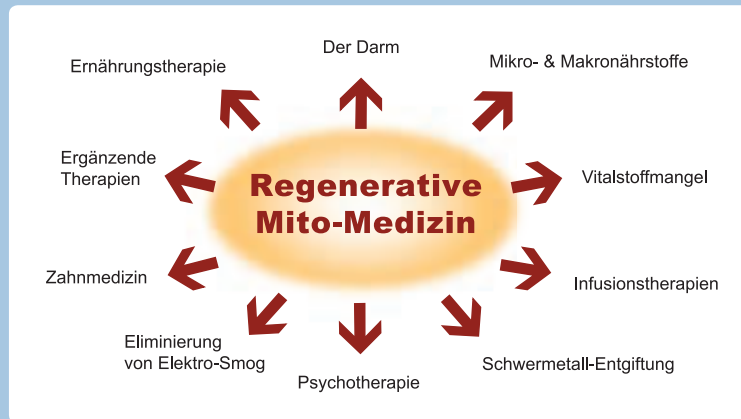 Der Darm
Ernährungstherapie
Mikro- & Makronährstoffe
Ergänzende
Therapien
Regenerative
Mito-Medizin
Vitalstoffmangel
Zahnmedizin
Infusionstherapien
Eliminierung
von Elektro-Smog
Psychotherapie
Schwermetall-Entgiftung